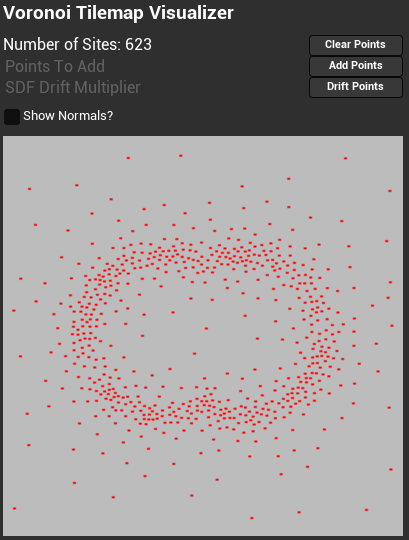 Voronoi Tilemap Visualizer
Number of Sites: 623
Clear Points
Points To Add
Add Points
SDF Drift Multiplier
Drift Points
Show Normals?